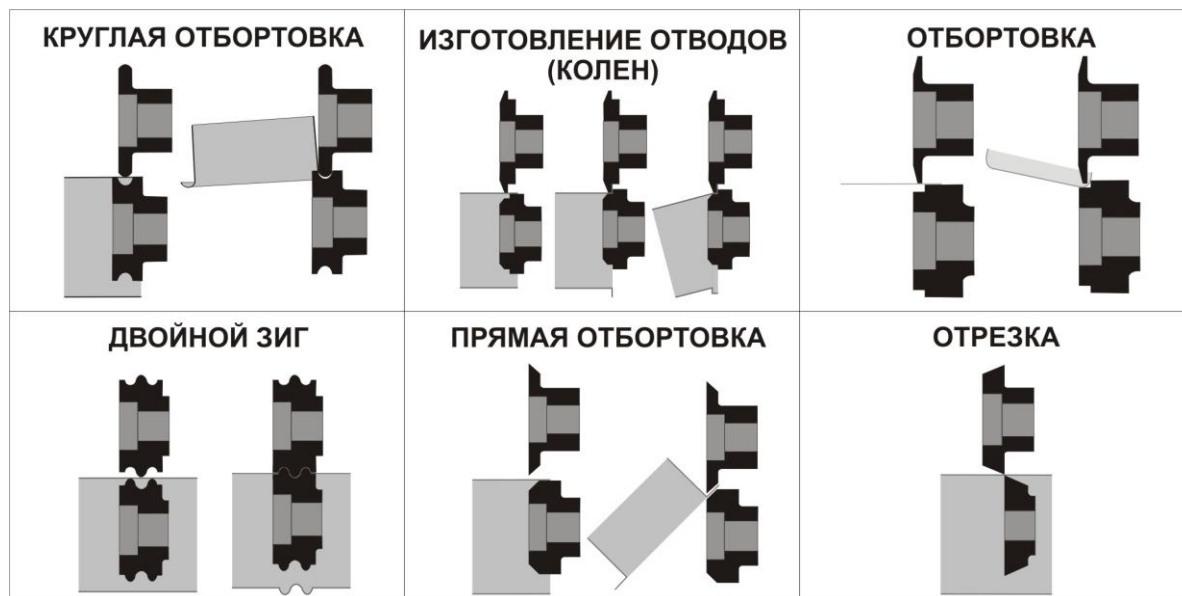 КРУГЛАЯ ОТБОРТОВКА
ИЗГОТОВЛЕНИЕ ОТВОДОВ
(КОЛЕН)
ОТБОРТОВКА
ДВОЙНОЙ ЗИГ
ПРЯМАЯ ОТБОРТОВКА
ОТРЕЗКА